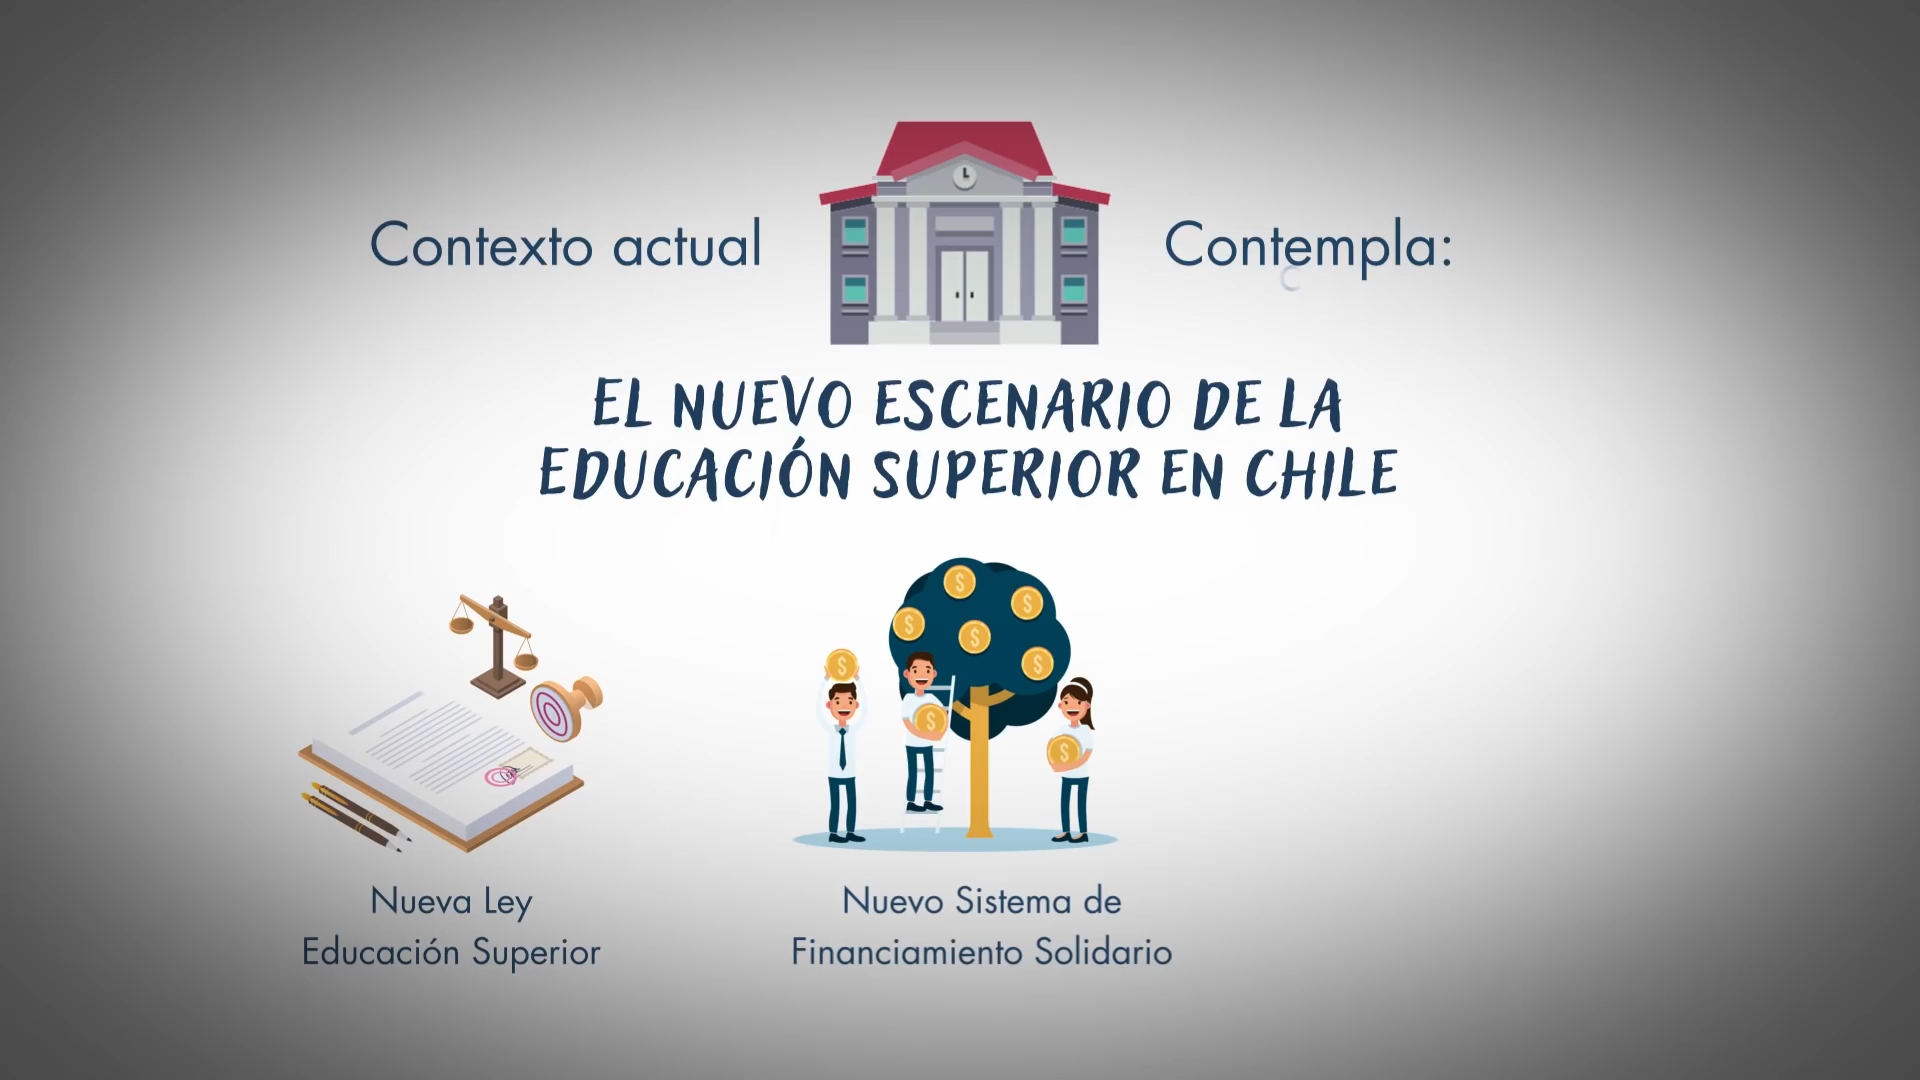 Contexto actual
Contempla:
EL NUEVO ESCENARIO DE LA
EDUCACIÓN SUPERIOR EN CHILE
Nueva Ley
Educación Superior
Nuevo Sistema de
Financiamiento Solidario